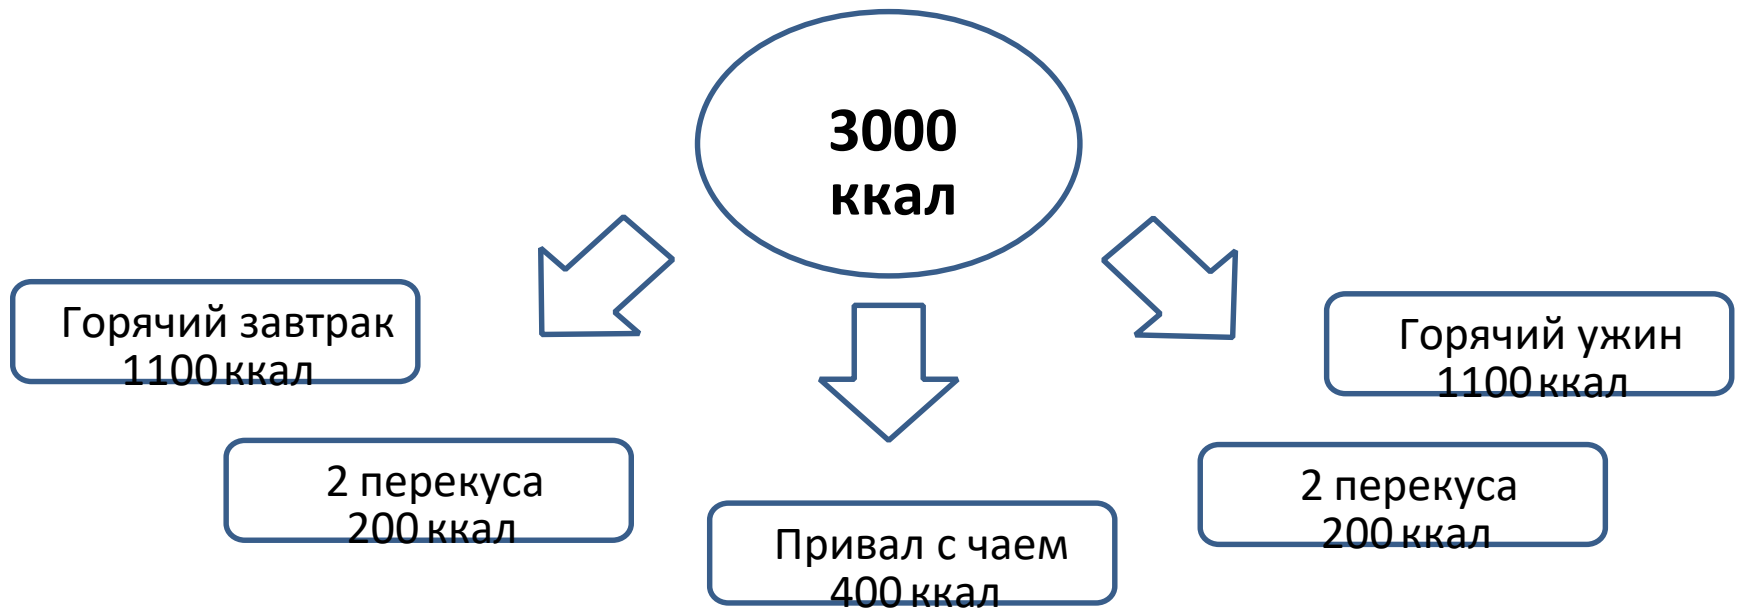 3000
ккал
Горячий завтрак
1100 ккал
2 перекуса
200 ккал
Привал с чаем
400 ккал
2 перекуса
200 ккал
Горячий ужин
1100 ккал